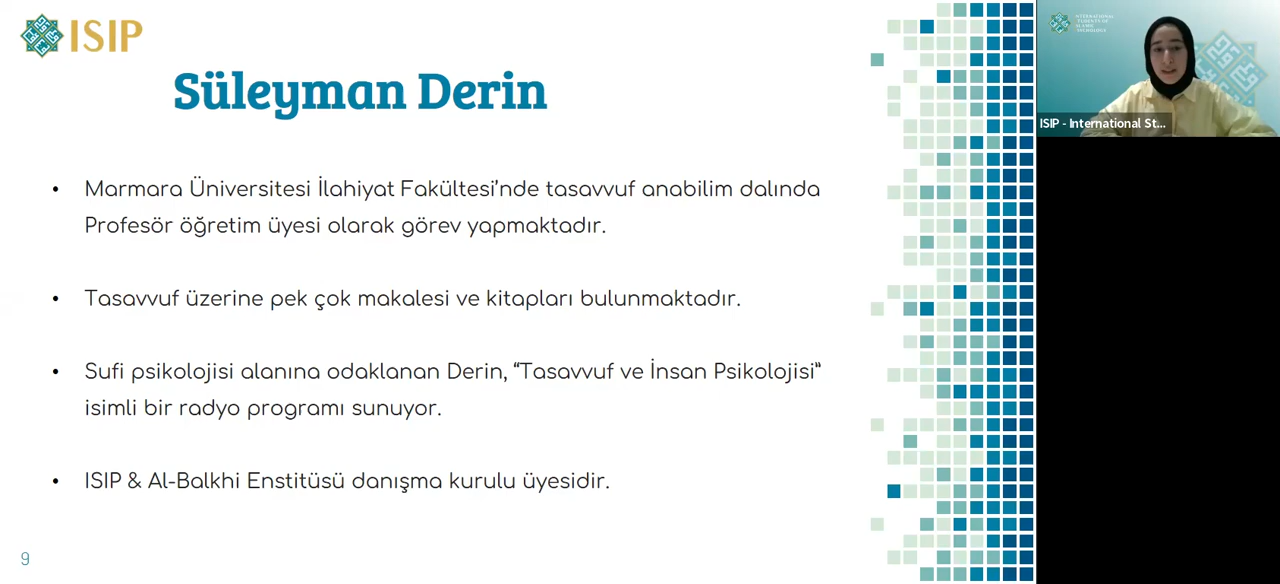 ISIP
Süleyman Derin
• Marmara Üniversitesi İlahiyat Fakültesi’nde tasavvuf anabilim dalında
Profesör öğretim üyesi olarak görev yapmaktadır.
• Tasavvuf üzerine pek çok makalesi ve kitapları bulunmaktadır.
• Sufi psikolojisi alanına odaklanan Derin, “Tasavvuf ve İnsan Psikolojisi”
isimli bir radyo programı sunuyor.
• ISIP & Al-Balkhi Enstitüsü danışma kurulu üyesidir.
9
ISIP - International St...